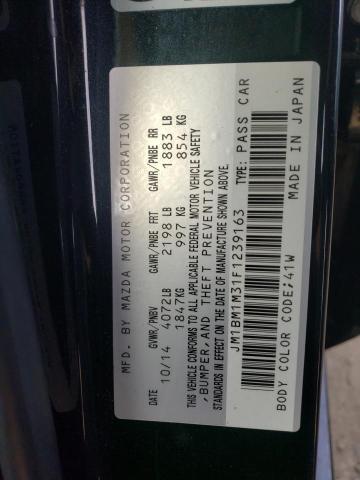 MFD. BY MAZDA MOTOR CORPORATION
DATE GVWR/PNBV GAWR/PNBE FRT GAWR/PNBE RR
10/14 4072LB 2198 LB 1883 LB
1847KG 997 KG 854 KG
THIS VEHICLE CONFORMS TO ALL APPLICABLE FEDERAL MOTOR VEHICLE SAFETY
,BUMPER,AND THEFT PREVENTION
STANDARDS IN EFFECT ON THE DATE OF MANUFACTURE SHOWN ABOVE.
JM1BM1M31F1239163 TYPE: PASS CAR
BODY COLOR CODE:41W MADE IN JAPAN